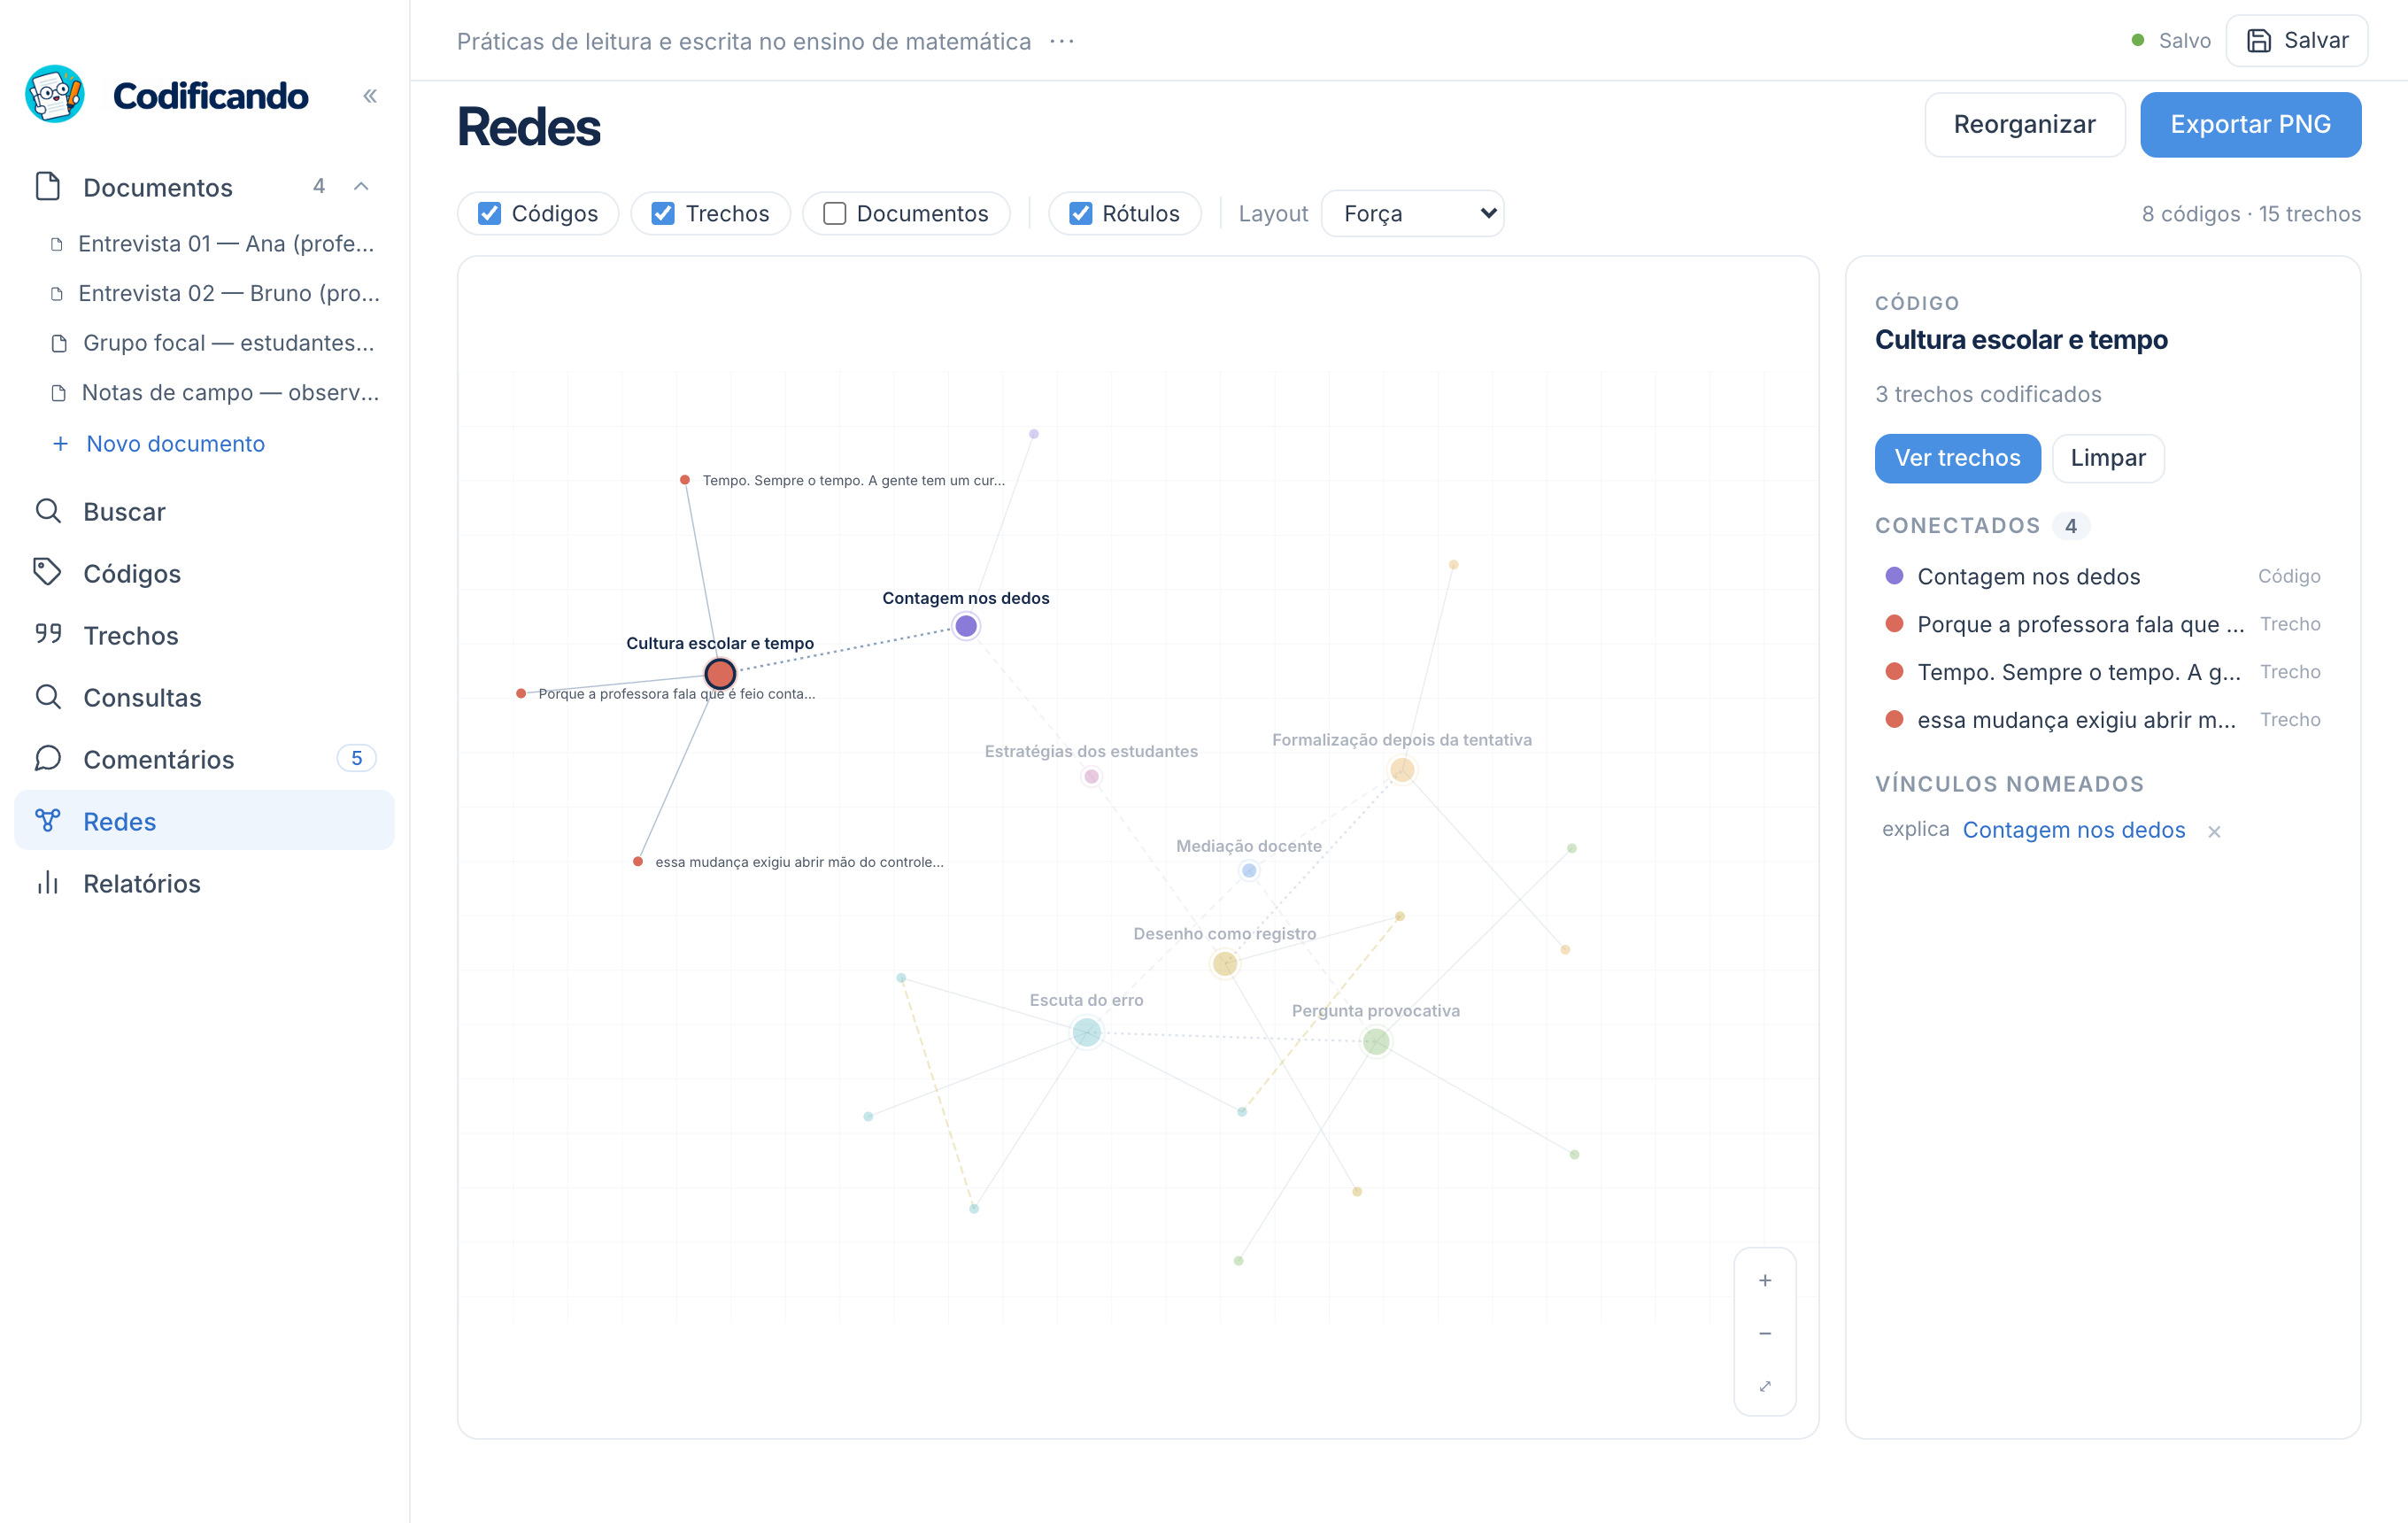 Práticas de leitura e escrita no ensino de matemática ···
Salvo
Salvar
Codificando
«
Redes
Reorganizar
Exportar PNG
Documentos 4
Entrevista 01 — Ana (profe...
Entrevista 02 — Bruno (pro...
Grupo focal — estudantes...
Notas de campo — observ...
+ Novo documento
Buscar
Códigos
Trechos
Consultas
Comentários 5
Redes
Relatórios
Códigos
Trechos
Documentos
Rótulos
Layout
Força
8 códigos · 15 trechos
Tempo. Sempre o tempo. A gente tem um cur...
Contagem nos dedos
Cultura escolar e tempo
Porque a professora fala que é feio conta...
Formalização depois da tentativa
Estratégias dos estudantes
Mediação docente
essa mudança exigiu abrir mão do controle...
Desenho como registro
Escuta do erro
Pergunta provocativa
+
−
CÓDIGO
Cultura escolar e tempo
3 trechos codificados
Ver trechos
Limpar
CONECTADOS 4
Contagem nos dedos Código
Porque a professora fala que ... Trecho
Tempo. Sempre o tempo. A g... Trecho
essa mudança exigiu abrir m... Trecho
VÍNCULOS NOMEADOS
explica Contagem nos dedos ×